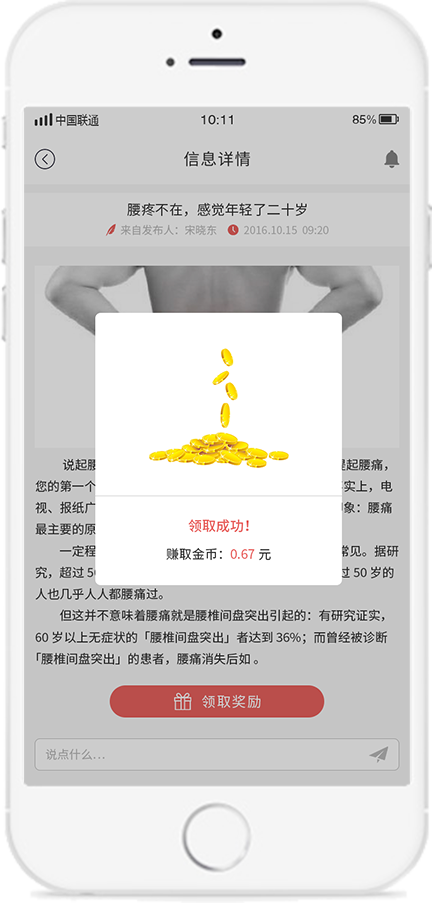 中国联通 10:11 85%
信息详情
腰疼不在，感觉年轻了二十岁
来自发布人：宋晓东 2016.10.15 09:20
说起腰 提起腰痛，
您的第一个 实上，电
视、报纸广 象：腰痛
最主要的原
领取成功！
一定程 常见。据研
赚取金币：0.67 元
究，超过 50 过 50 岁的
人也几乎人人都腰痛过。
但这并不意味着腰痛就是腰椎间盘突出引起的：有研究证实，
60 岁以上无症状的「腰椎间盘突出」者达到 36%；而曾经被诊断
「腰椎间盘突出」的患者，腰痛消失后如 。
领取奖励
说点什么...